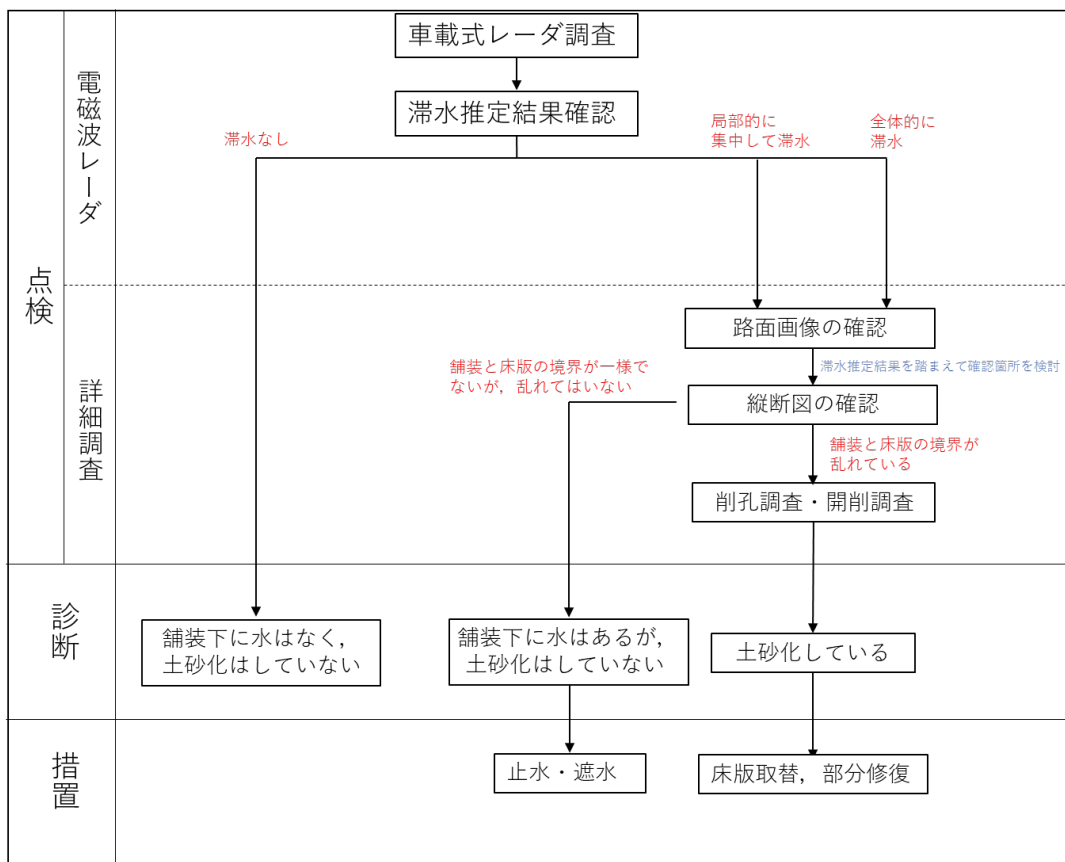 車載式レーダ調査
電磁波レーダ
滞水推定結果確認
滞水なし
局部的に
集中して滞水
全体的に
滞水
点検
路面画像の確認
滞水推定結果を踏まえて確認箇所を検討
舗装と床版の境界が一様で
ないが，乱れてはいない
詳細調査
縦断図の確認
舗装と床版の境界が
乱れている
削孔調査・開削調査
診断
舗装下に水はなく，
土砂化はしていない
舗装下に水はあるが，
土砂化はしていない
土砂化している
措置
止水・遮水
床版取替，部分修復